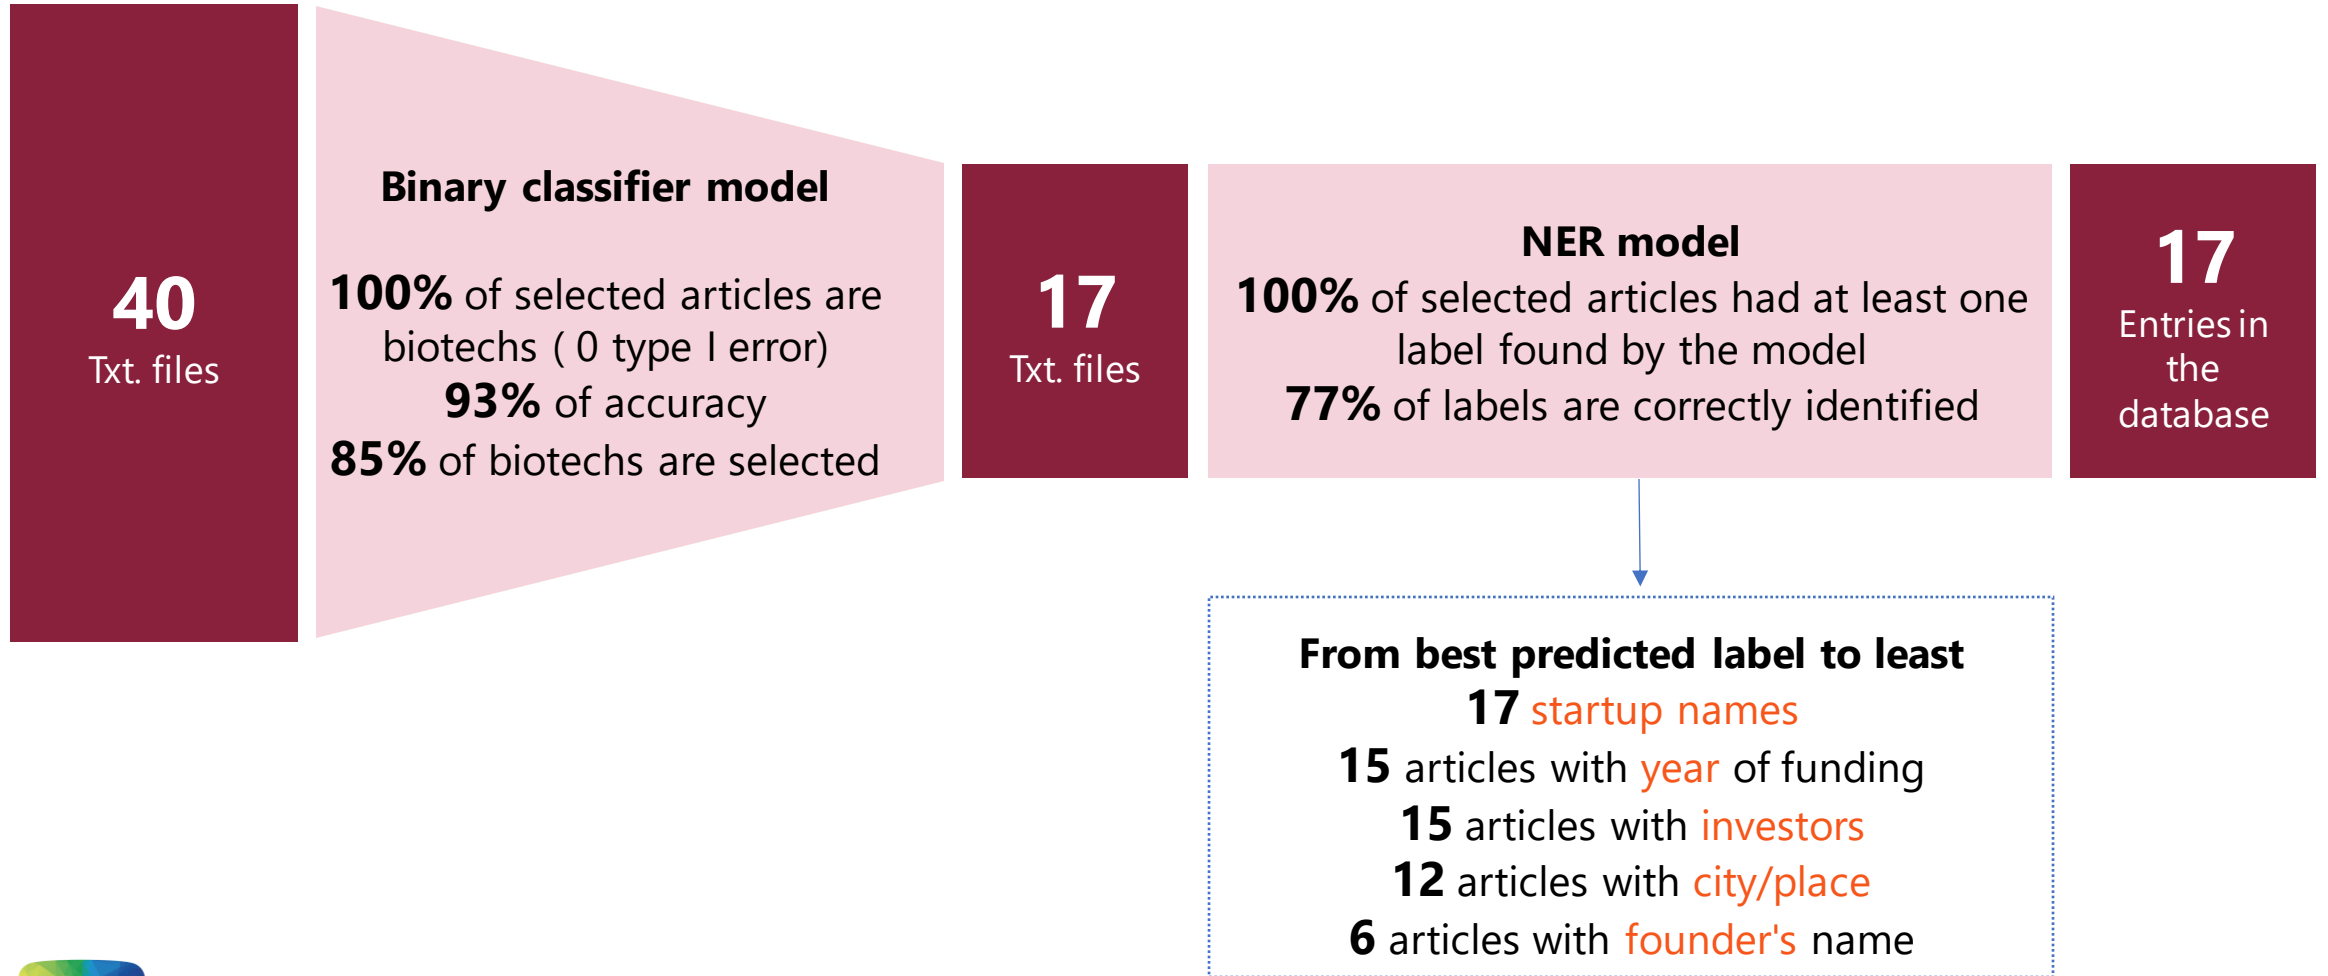 40
Txt. files
Binary classifier model
100% of selected articles are
biotechs ( 0 type I error)
93% of accuracy
85% of biotechs are selected
17
Txt. files
NER model
100% of selected articles had at least one
label found by the model
77% of labels are correctly identified
17
Entries in
the
database
From best predicted label to least
17 startup names
15 articles with year of funding
15 articles with investors
12 articles with city/place
6 articles with founder's name